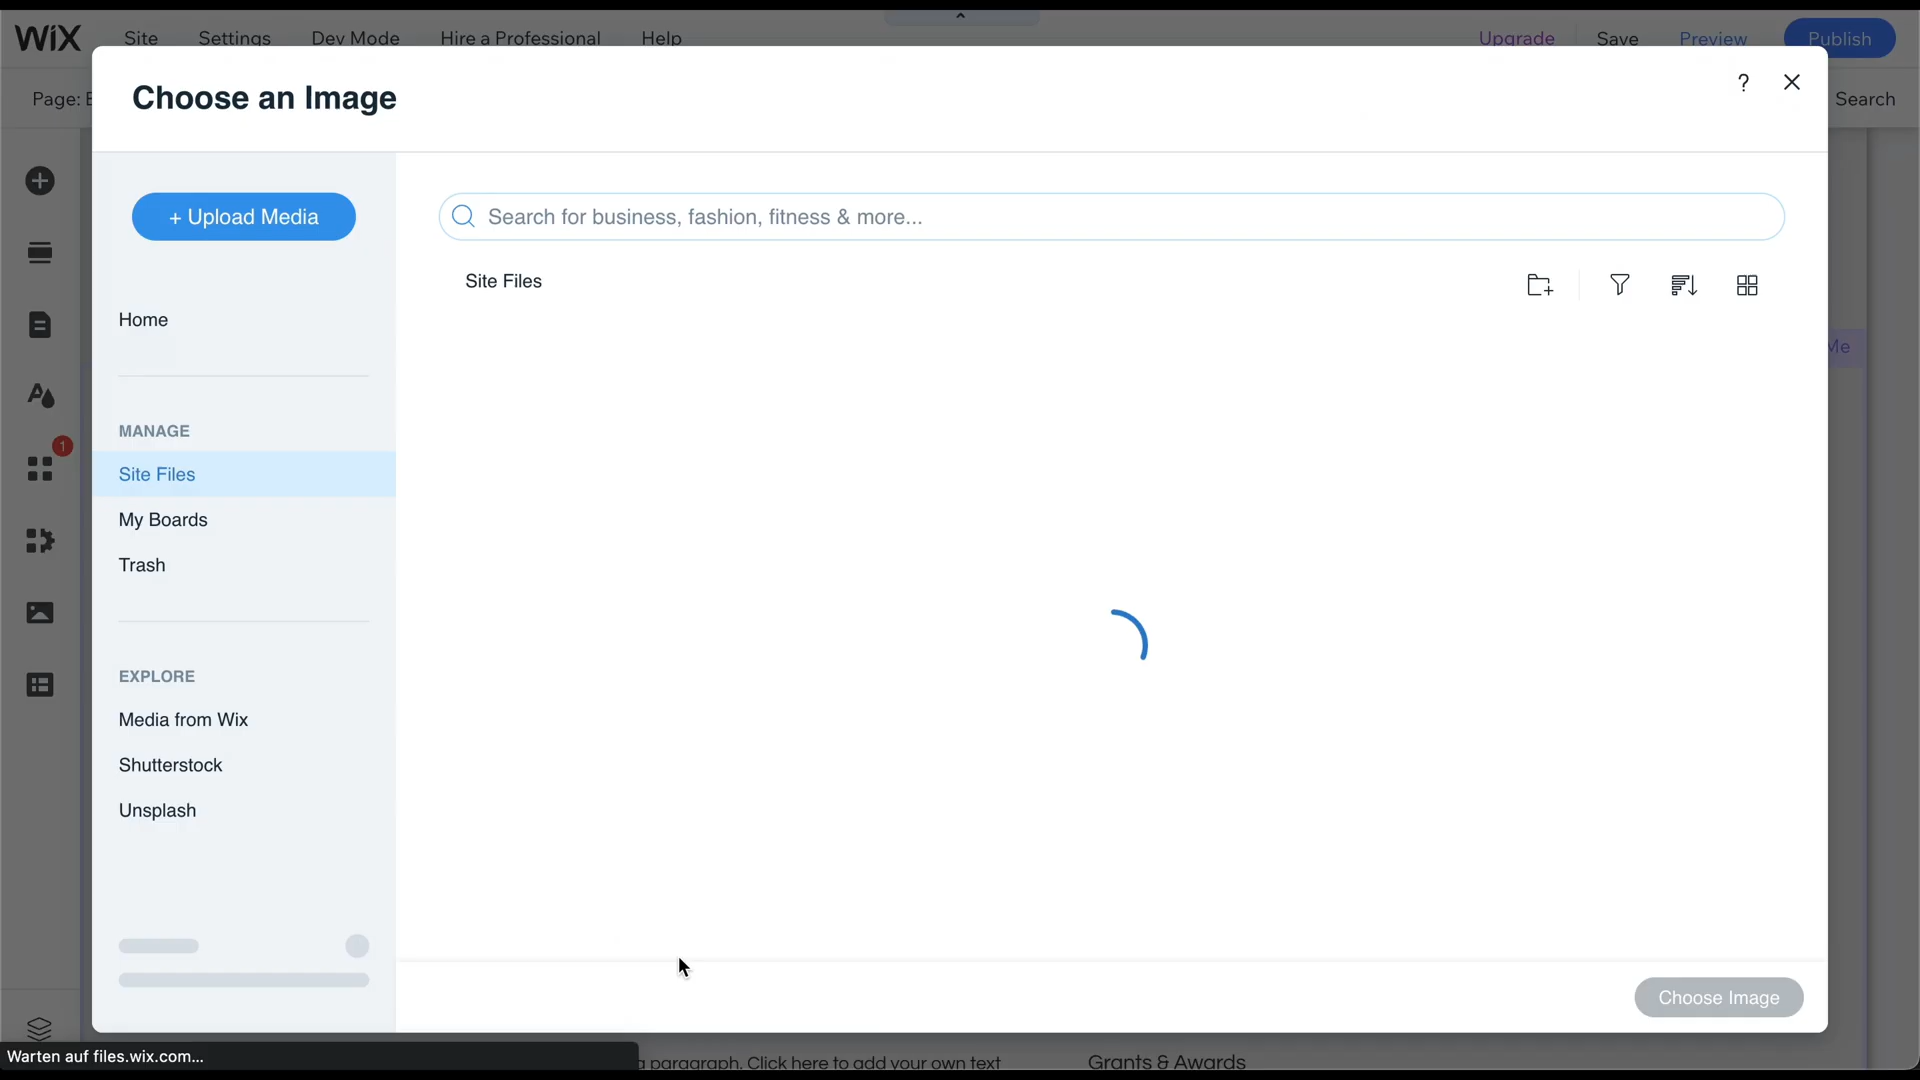 WiX Site Settings Dev Mode Hire a Professional Help Upgrade Save Preview Publish
Page: Search
Choose an Image ?
+ Upload Media
Search for business, fashion, fitness & more...
Site Files
Home
Me
MANAGE
1
Site Files
My Boards
Trash
EXPLORE
Media from Wix
Shutterstock
Unsplash
Choose Image
Warten auf files.wix.com...
a paragraph. Click here to add your own text Grants & Awards